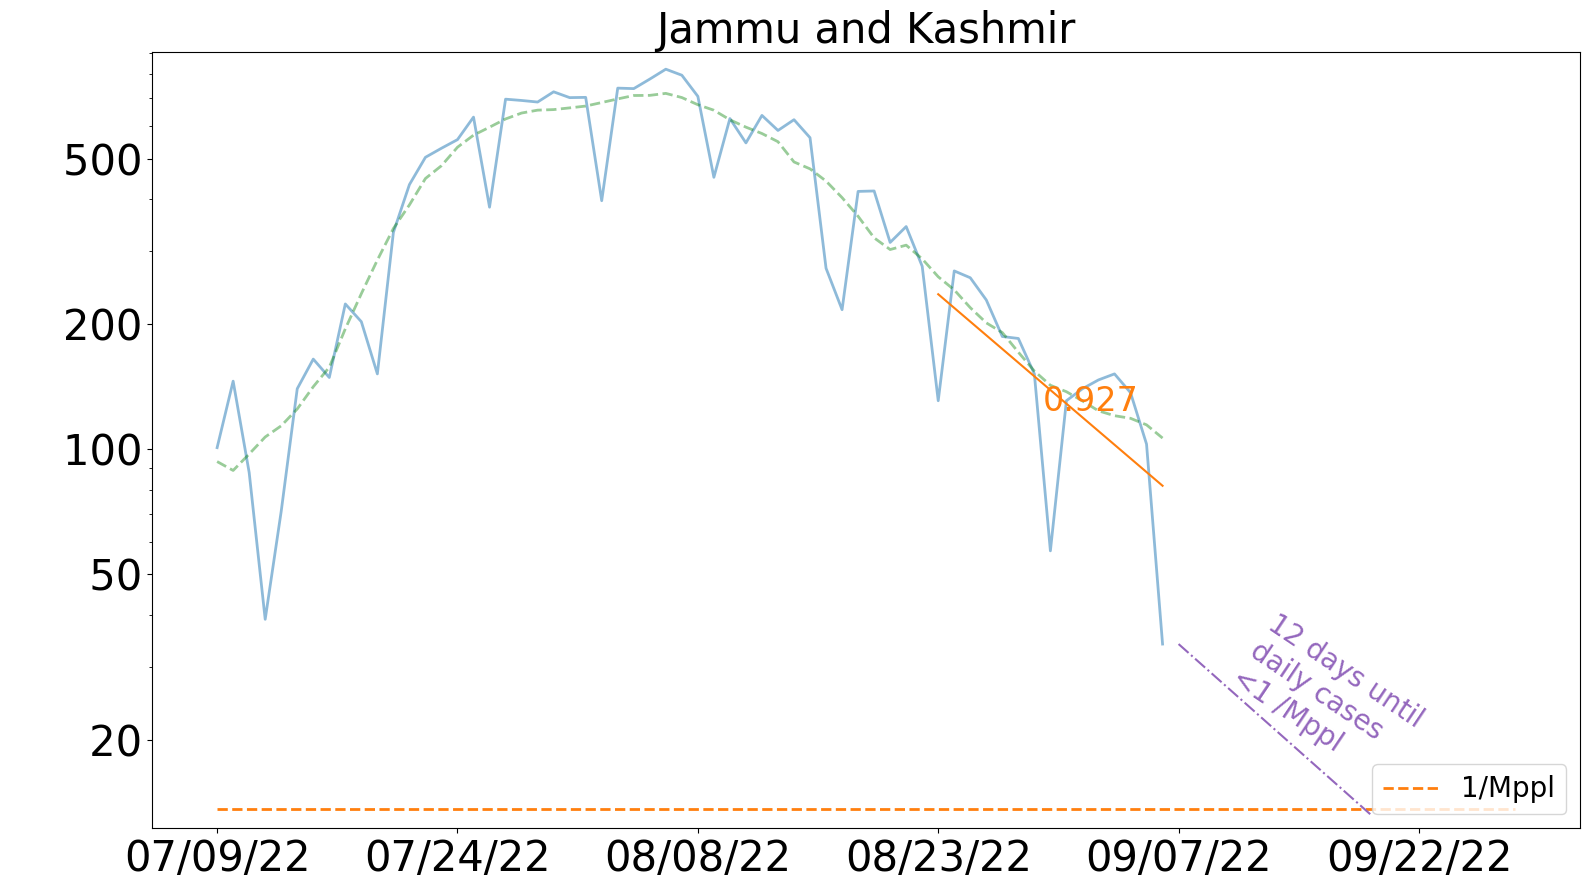 Jammu and Kashmir
500
200
100
50
20
0.927
12 days until
daily cases
<1 /Mppl
1/Mppl
07/09/22
07/24/22
08/08/22
08/23/22
09/07/22
09/22/22